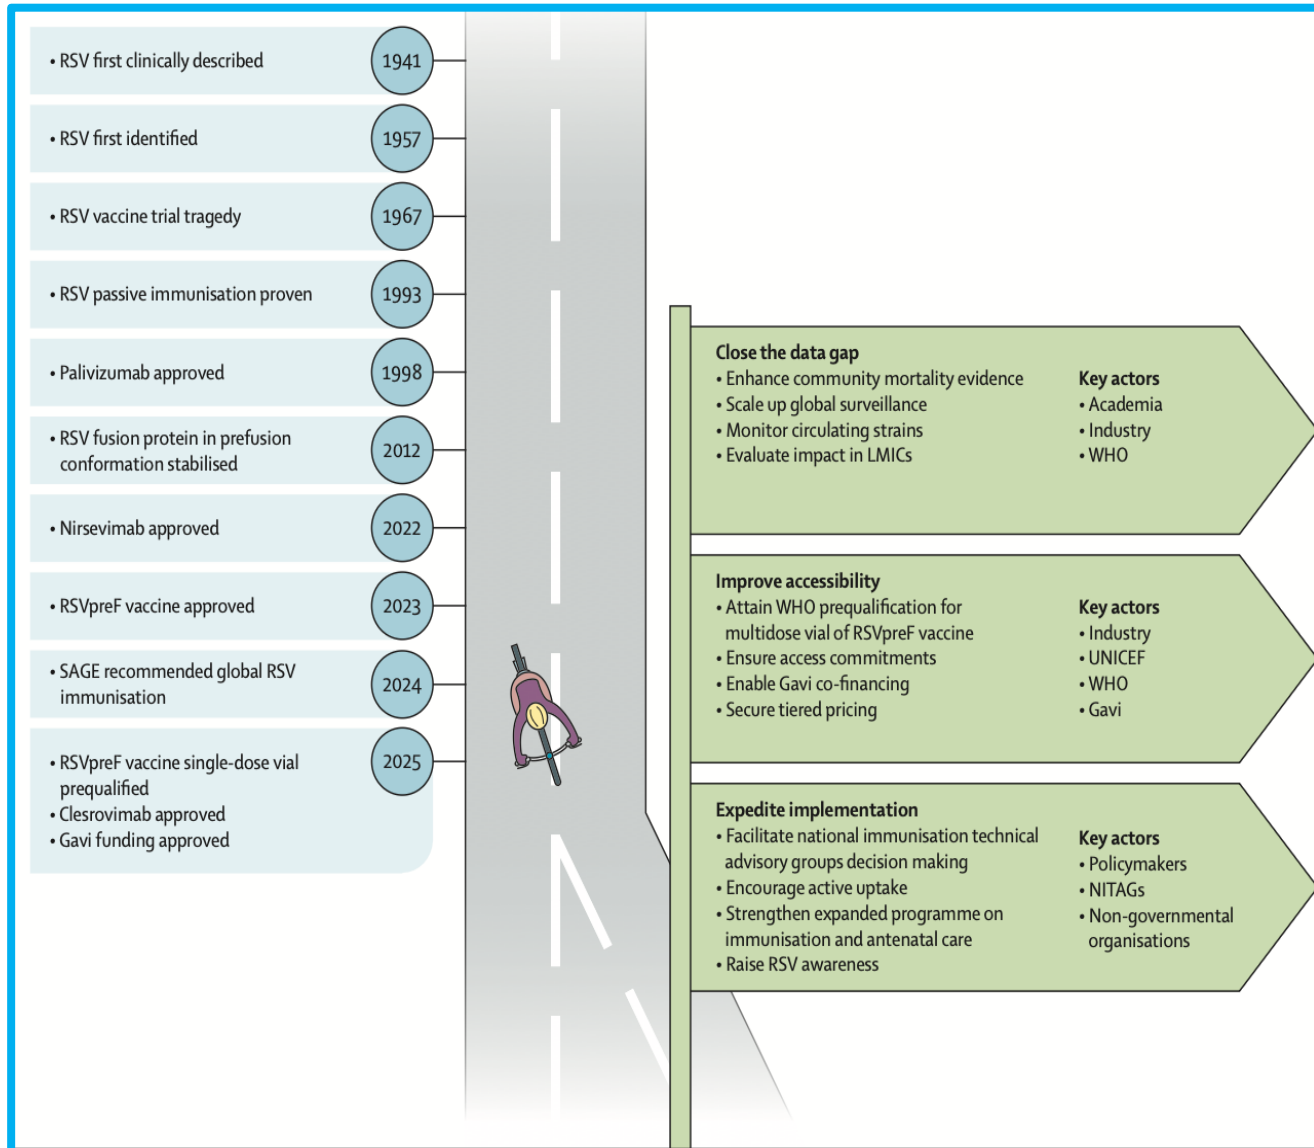 • RSV first clinically described
1941
• RSV first identified
1957
• RSV vaccine trial tragedy
1967
• RSV passive immunisation proven
1993
• Palivizumab approved
1998
• RSV fusion protein in prefusion
conformation stabilised
2012
• Nirsevimab approved
2022
• RSVpreF vaccine approved
2023
• SAGE recommended global RSV
immunisation
2024
• RSVpreF vaccine single-dose vial
prequalified
• Clesrovimab approved
• Gavi funding approved
2025
Close the data gap
• Enhance community mortality evidence
• Scale up global surveillance
• Monitor circulating strains
• Evaluate impact in LMICs
Key actors
• Academia
• Industry
• WHO
Improve accessibility
• Attain WHO prequalification for
multidose vial of RSVpreF vaccine
• Ensure access commitments
• Enable Gavi co-financing
• Secure tiered pricing
Key actors
• Industry
• UNICEF
• WHO
• Gavi
Expedite implementation
• Facilitate national immunisation technical
advisory groups decision making
• Encourage active uptake
• Strengthen expanded programme on
immunisation and antenatal care
• Raise RSV awareness
Key actors
• Policymakers
• NITAGs
• Non-governmental
organisations